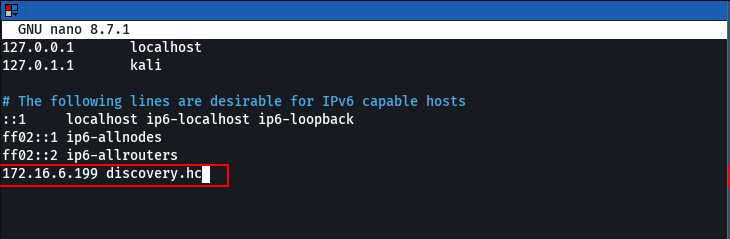 GNU nano 8.7.1
127.0.0.1       localhost
127.0.1.1       kali
# The following lines are desirable for IPv6 capable hosts
::1     localhost ip6-localhost ip6-loopback
ff02::1 ip6-allnodes
ff02::2 ip6-allrouters
172.16.6.199 discovery.hc